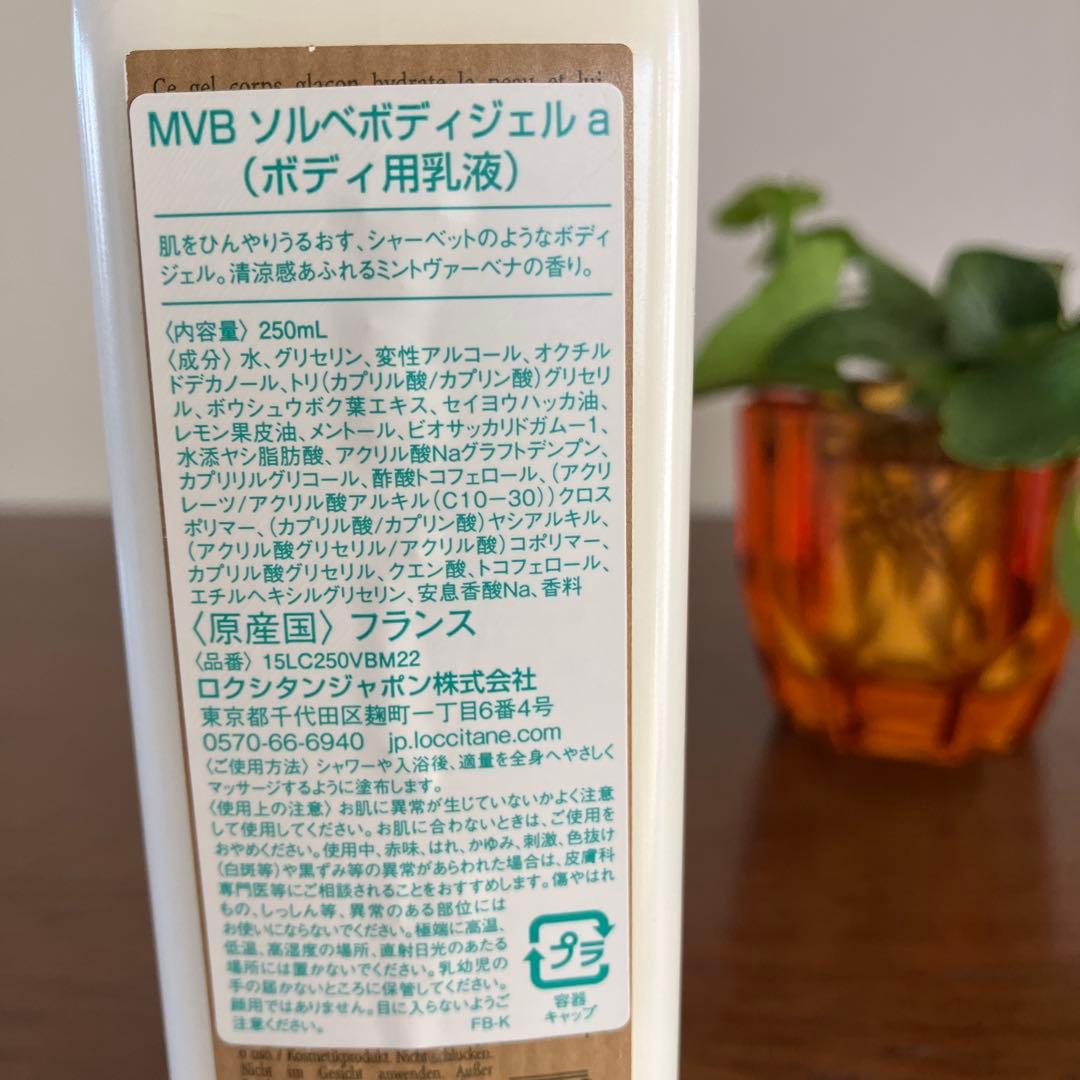 Ce gel corps glaçon hydrate la peau et lui
MVB ソルベボディジェル a
（ボディ用乳液）
肌をひんやりうるおす、シャーベットのようなボディ
ジェル。清涼感あふれるミントヴァーベナの香り。
〈内容量〉 250mL
〈成分〉 水、グリセリン、変性アルコール、オクチル
ドデカノール、トリ(カプリル酸/カプリン酸)グリセリ
ル、ボウシュウボク葉エキス、セイヨウハッカ油、
レモン果皮油、メントール、ビオサッカリドガムー1、
水添ヤシ脂肪酸、アクリル酸Naグラフトデンプン、
カプリリルグリコール、酢酸トコフェロール、(アクリ
レーツ/アクリル酸アルキル(C10－30))クロス
ポリマー、(カプリル酸/カプリン酸)ヤシアルキル、
(アクリル酸グリセリル/アクリル酸)コポリマー、
カプリル酸グリセリル、クエン酸、トコフェロール、
エチルヘキシルグリセリン、安息香酸Na、香料
〈原産国〉 フランス
〈品番〉 15LC250VBM22
ロクシタンジャポン株式会社
東京都千代田区麹町一丁目6番4号
0570-66-6940 jp.loccitane.com
〈ご使用方法〉 シャワーや入浴後、適量を全身へやさしく
マッサージするように塗布します。
〈使用上の注意〉 お肌に異常が生じていないかよく注意
して使用してください。お肌に合わないときは、ご使用を
おやめください。使用中、赤味、はれ、かゆみ、刺激、色抜け
(白斑等)や黒ずみ等の異常があらわれた場合は、皮膚科
専門医等にご相談されることをおすすめします。傷やはれ
もの、しっしん等、異常のある部位には
お使いにならないでください。極端に高温、
低温、高湿度の場所、直射日光のあたる
場所には置かないでください。乳幼児の
手の届かないところに保管してください。
顔用ではありません。目に入らないようご
注意ください。 FB-K
プラ
容器
キャップ
o uso. / Kosmetikprodukt. Nicht schlucken.
Nicht im Gesicht anwenden. Außer